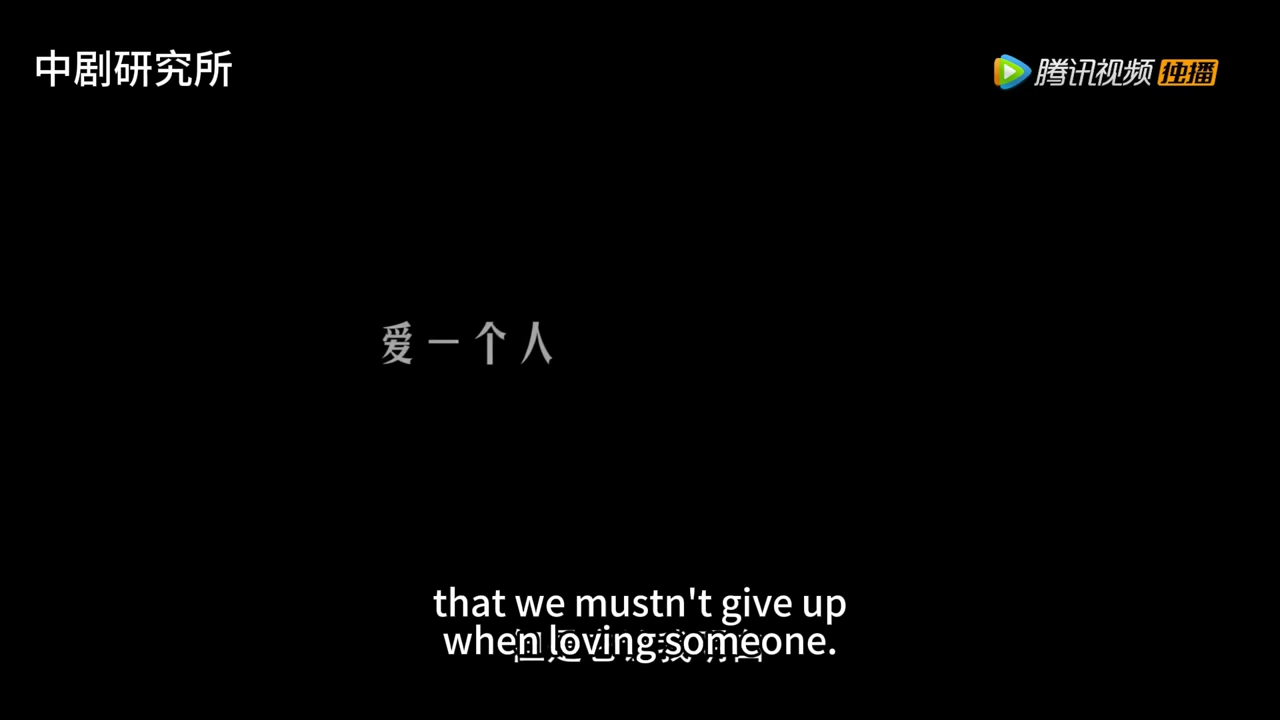 中剧研究所
腾讯视频 独播
爱一个人
that we mustn't give up
when loving someone.